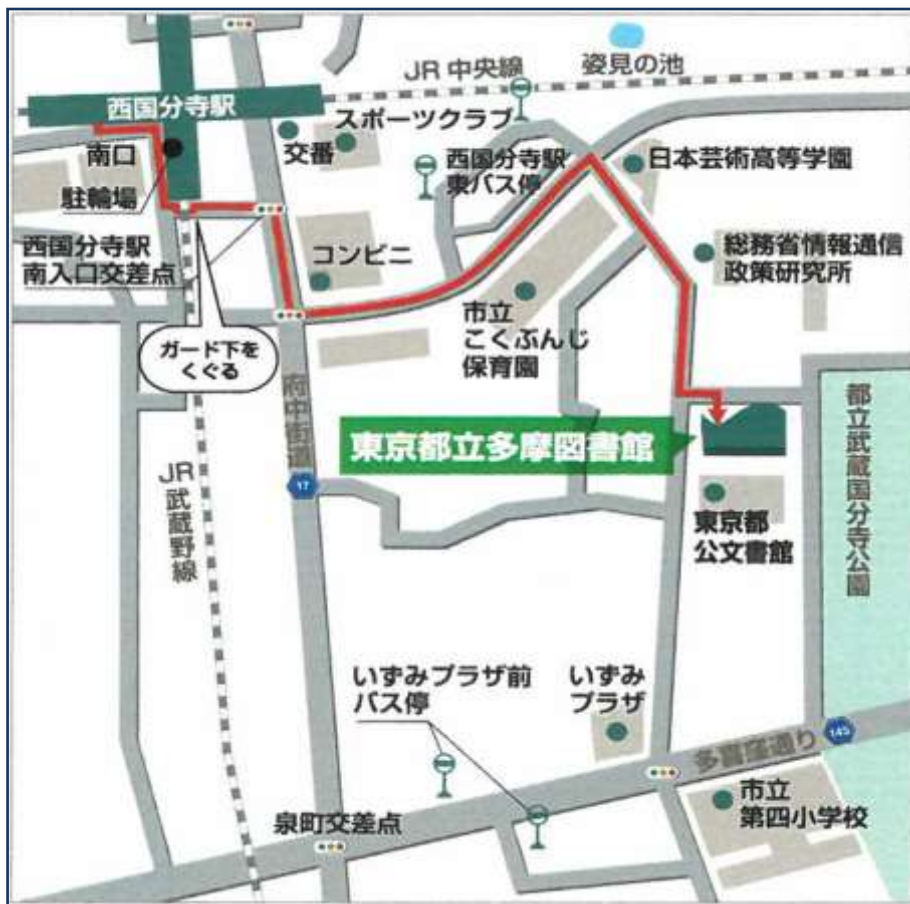 姿見の池
JR 中央線
西国分寺駅
スポーツクラブ
南口
交番
西国分寺駅
東バス停
日本芸術高等学園
駐輪場
西国分寺駅
南入口交差点
コンビニ
総務省情報通信
政策研究所
市立
こくぶんじ
保育園
ガード下を
くぐる
府中街道
都立武蔵国分寺公園
東京都立多摩図書館
JR武蔵野線
17
東京都
公文書館
いずみプラザ前
バス停
いずみ
プラザ
多喜窪通り
145
市立
第四小学校
泉町交差点